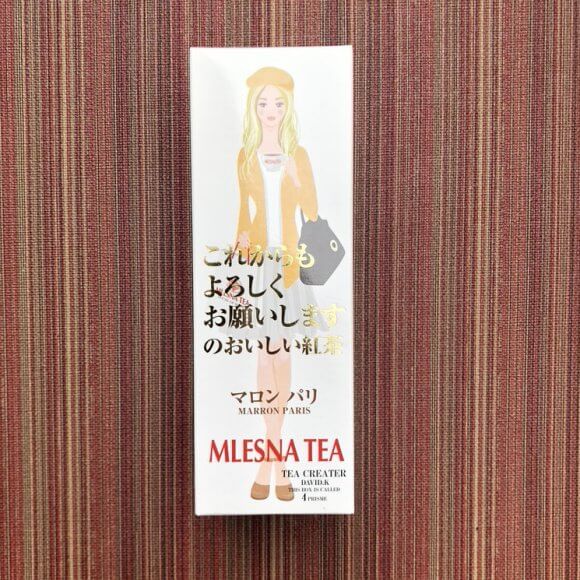 これからも
よろしく
お願いします
のおいしい紅茶
マロン パリ
MARRON PARIS
MLESNA TEA
TEA CREATER
DAVID.K
THIS BOX IS CALLED
4 PRISME